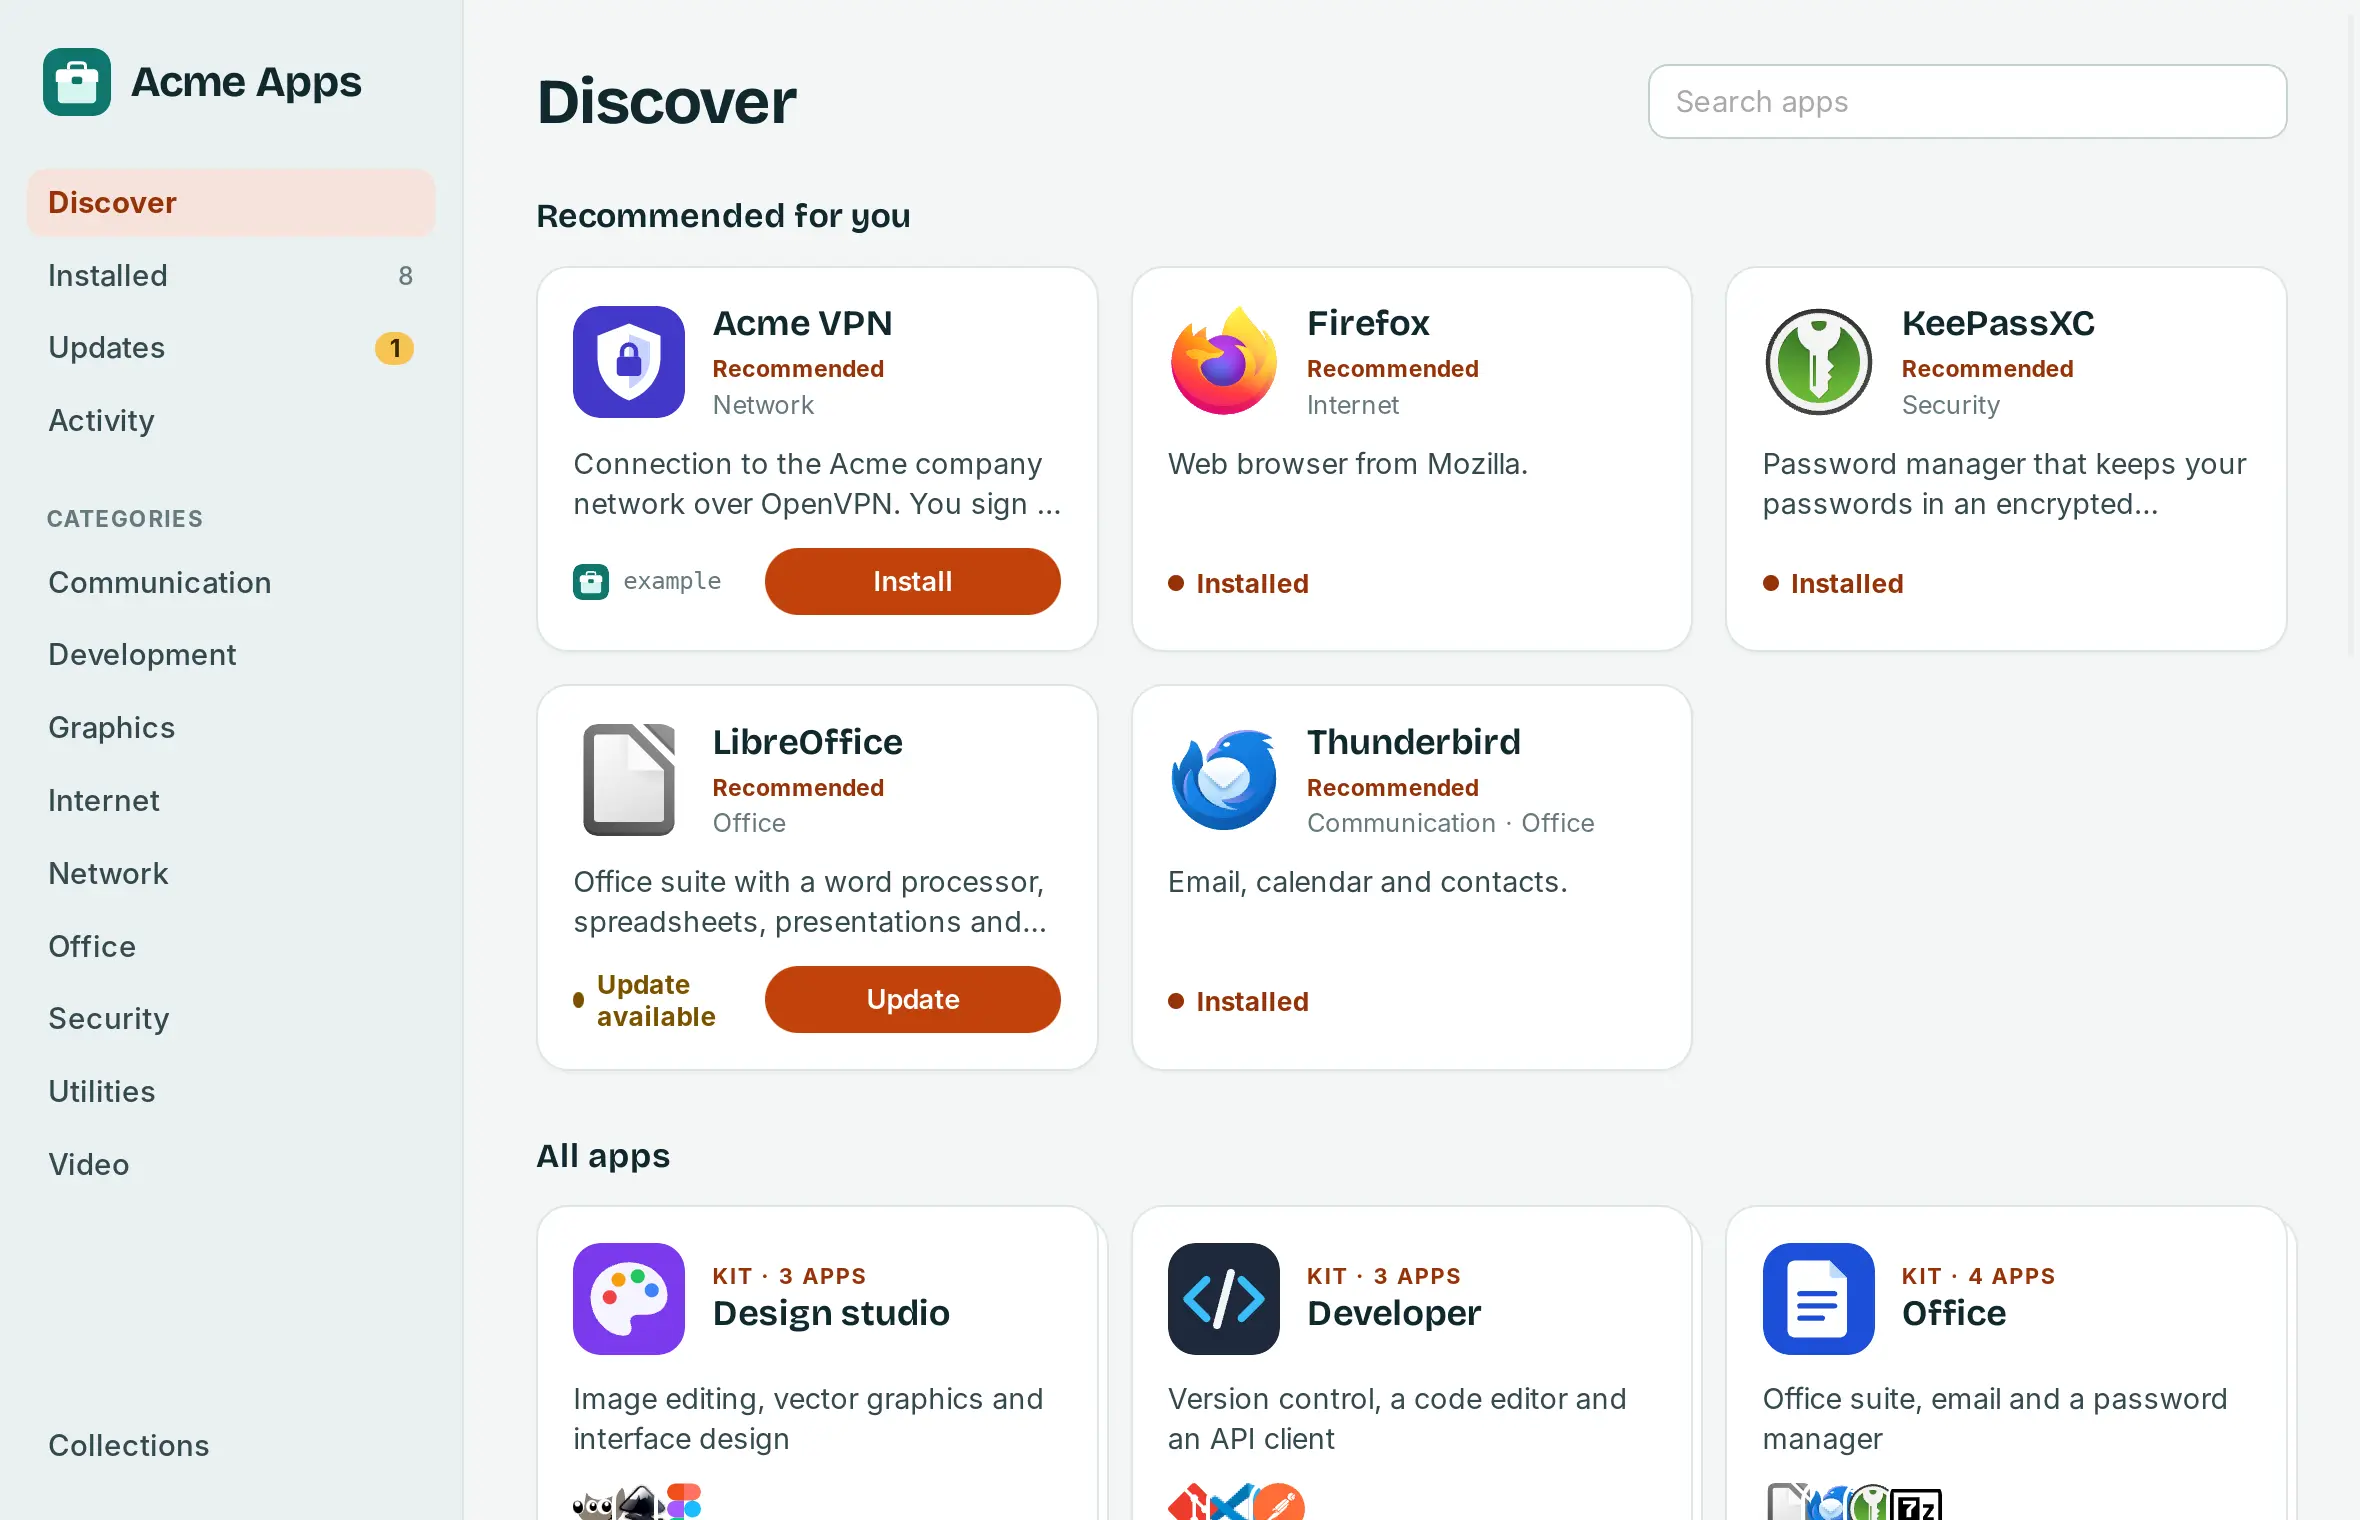 Acme Apps
Discover
Installed 8
Updates 1
Activity
CATEGORIES
Communication
Development
Graphics
Internet
Network
Office
Security
Utilities
Video
Collections
Discover
Search apps
Recommended for you
Acme VPN
Recommended
Network
Connection to the Acme company
network over OpenVPN. You sign ...
example
Install
Firefox
Recommended
Internet
Web browser from Mozilla.
Installed
KeePassXC
Recommended
Security
Password manager that keeps your
passwords in an encrypted...
Installed
LibreOffice
Recommended
Office
Office suite with a word processor,
spreadsheets, presentations and...
Update
available
Update
Thunderbird
Recommended
Communication · Office
Email, calendar and contacts.
Installed
All apps
KIT · 3 APPS
Design studio
Image editing, vector graphics and
interface design
KIT · 3 APPS
Developer
Version control, a code editor and
an API client
KIT · 4 APPS
Office
Office suite, email and a password
manager
7z